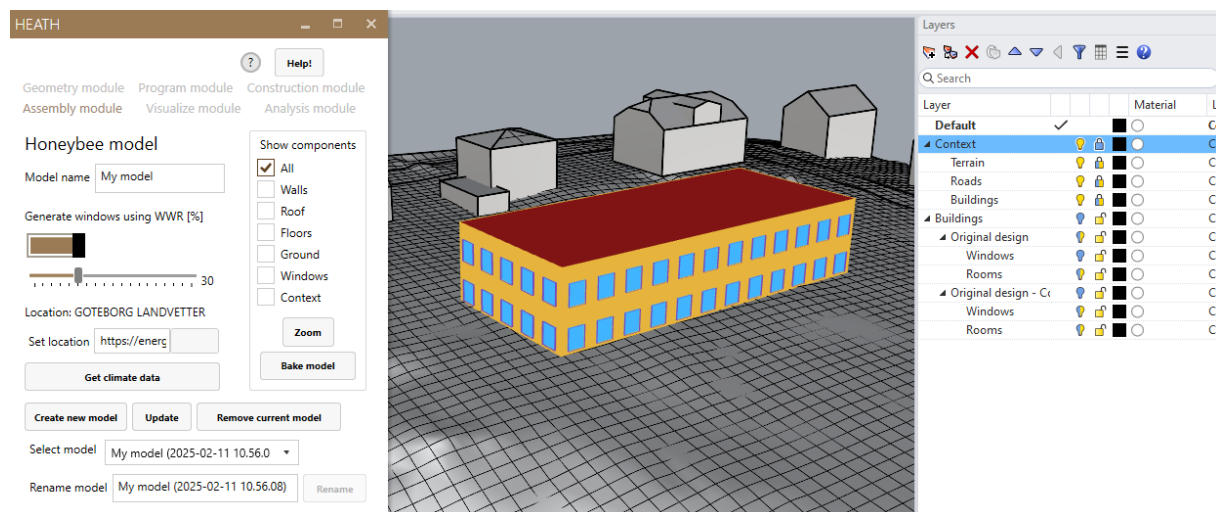 HEATH
? Help!
Geometry module Program module Construction module
Assembly module Visualize module Analysis module
Honeybee model
Model name My model
Generate windows using WWR [%]
30
Location: GOTEBORG LANDVETTER
Set location https://energ
Get climate data
Show components
All
Walls
Roof
Floors
Ground
Windows
Context
Zoom
Bake model
Create new model Update Remove current model
Select model My model (2025-02-11 10.56.0
Rename model My model (2025-02-11 10.56.08) Rename
Layers
Search
Layer Material L
Default
Context C
Terrain C
Roads C
Buildings C
Buildings C
Original design C
Windows C
Rooms C
Original design - Co C
Windows C
Rooms C